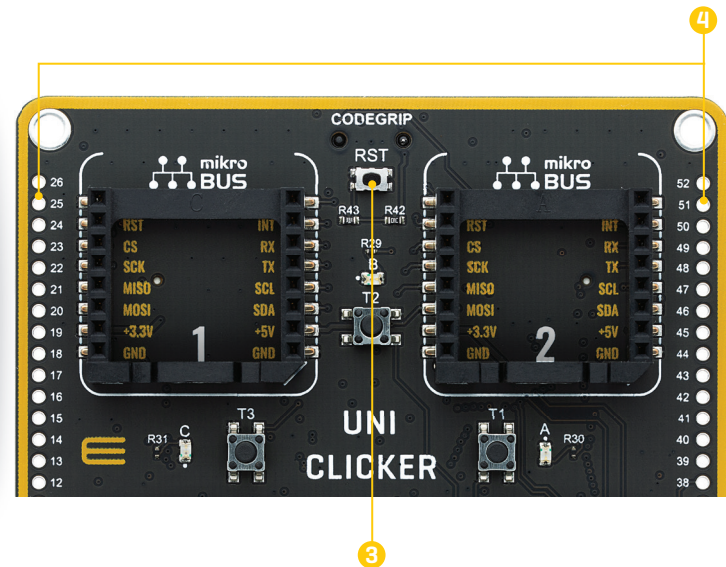 4
CODEGRIP
RST
mikro
BUS
mikro
BUS
26
25
24
23
22
21
20
19
18
17
16
15
14
13
12
C
RST INT
CS RX
SCK TX
MISO SCL
MOSI SDA
+3.3V +5V
GND GND
1
R43 R42
R29
B
T2
A
RST INT
CS RX
SCK TX
MISO SCL
MOSI SDA
+3.3V +5V
GND GND
2
52
51
50
49
48
47
46
45
44
43
42
41
40
39
38
R31 C T3
UNI
CLICKER
T1 A R30
3